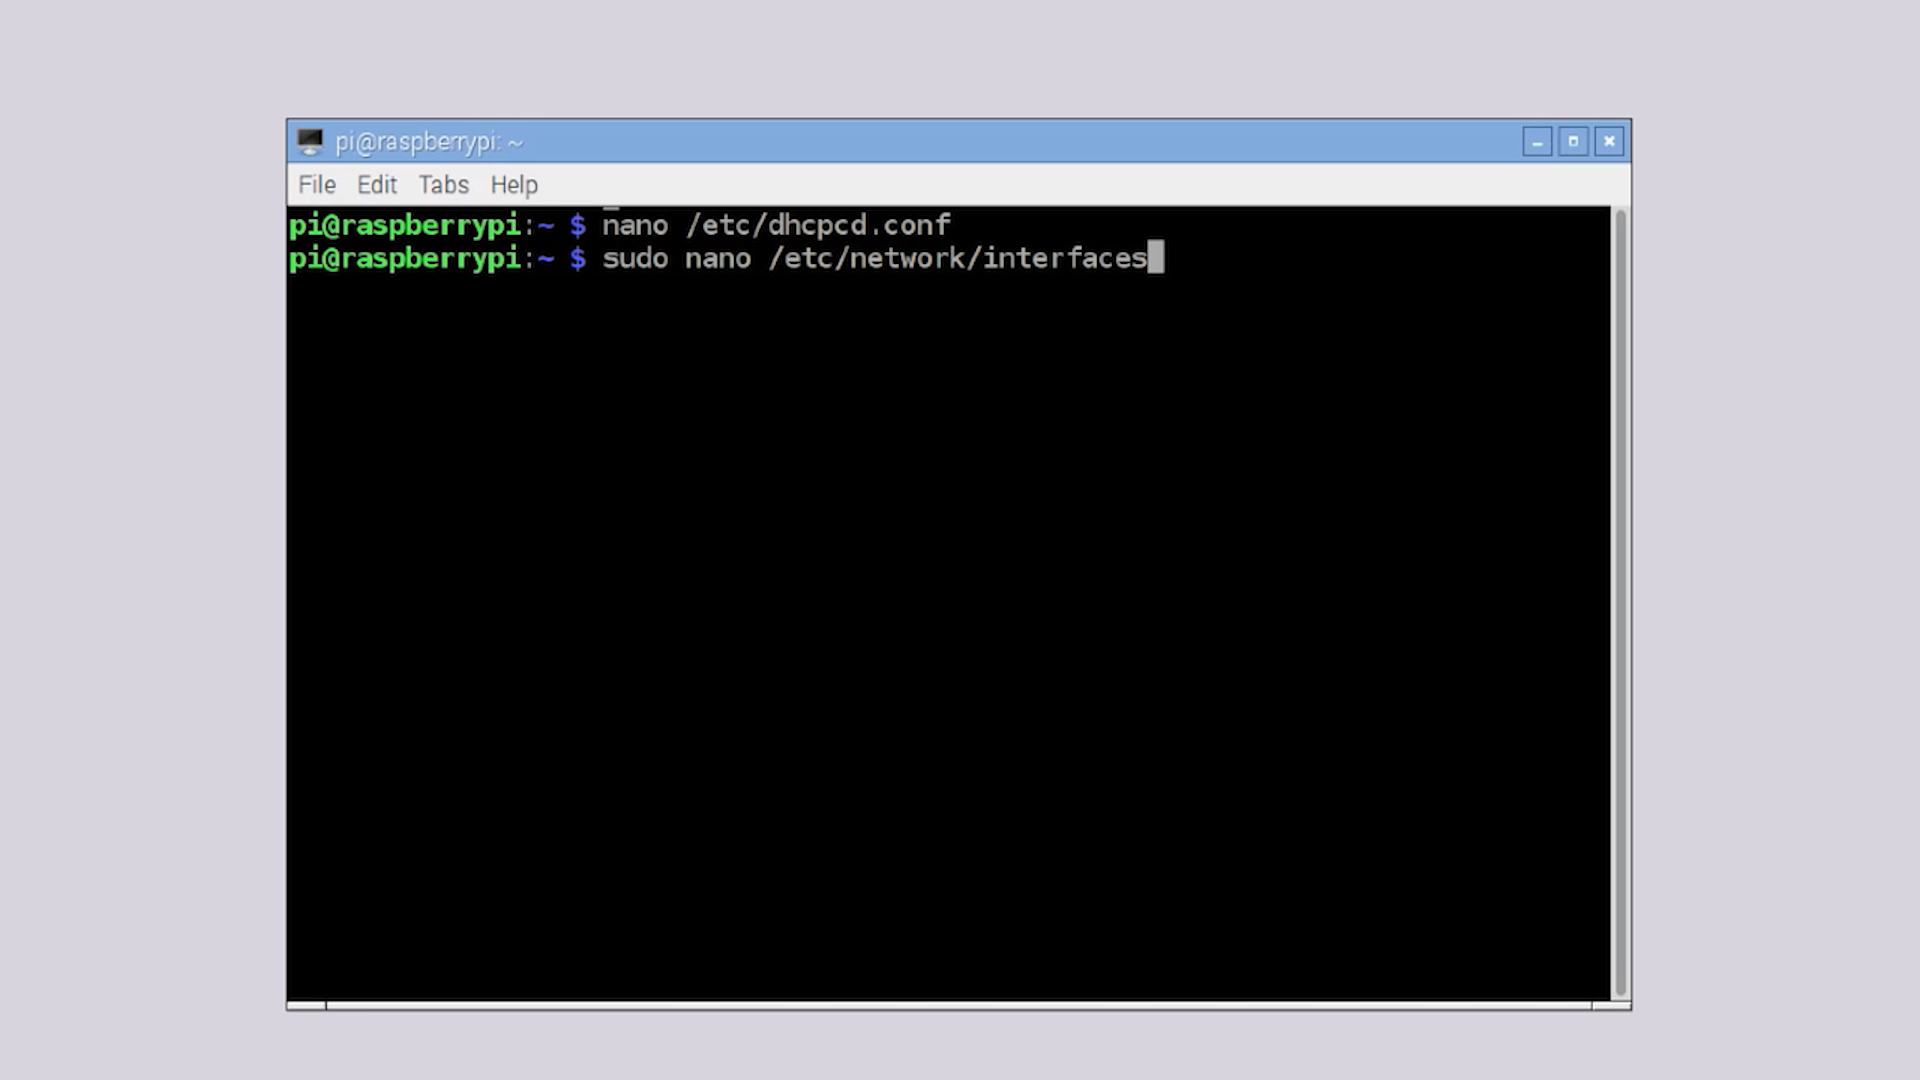 pi@raspberrypi: ~
File Edit Tabs Help
pi@raspberrypi:~ $ nano /etc/dhcpcd.conf
pi@raspberrypi:~ $ sudo nano /etc/network/interfaces